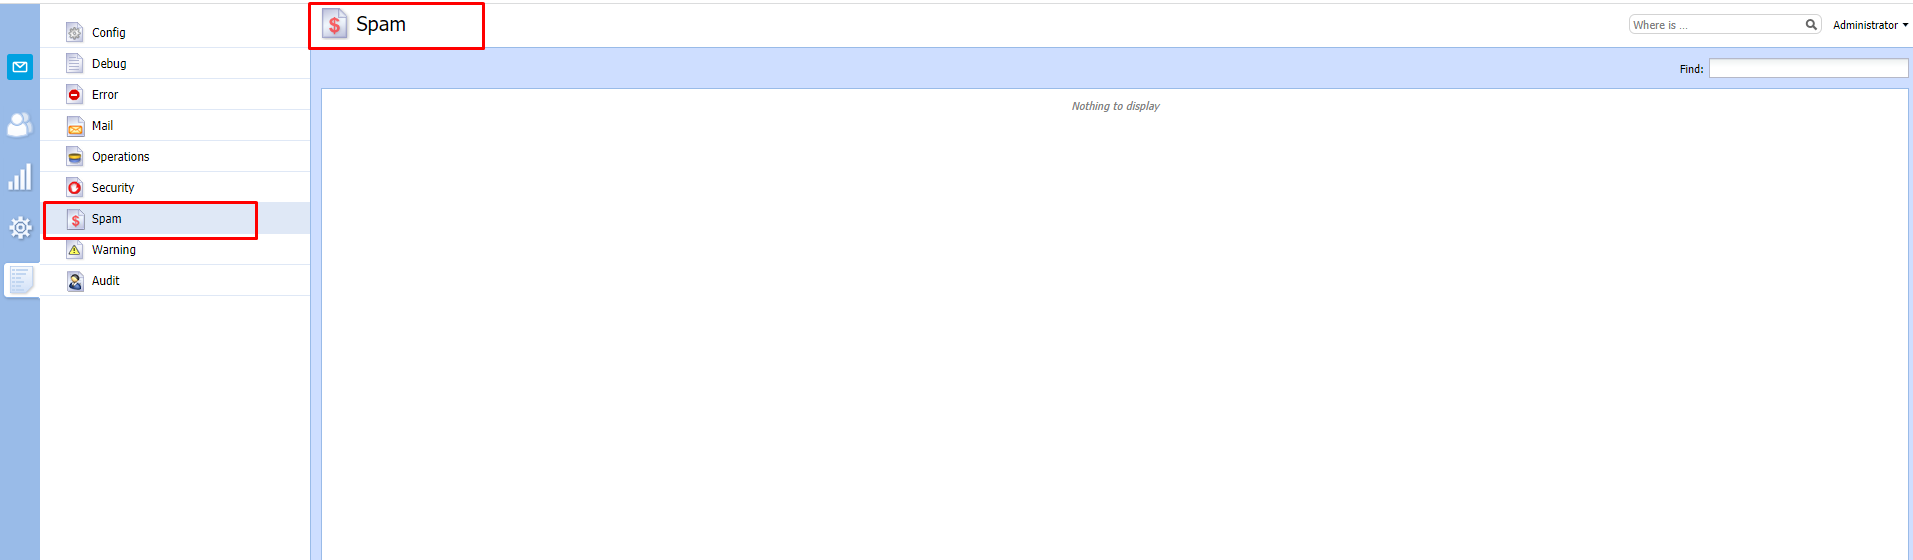 Config
Debug
Error
Mail
Operations
Security
Spam
Warning
Audit
Spam
Where is ...
Administrator
Find:
Nothing to display